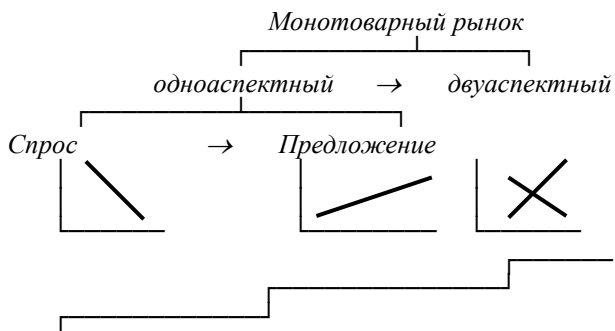 Монотоварный рынок
одноаспектный → двуаспектный
Спрос → Предложение